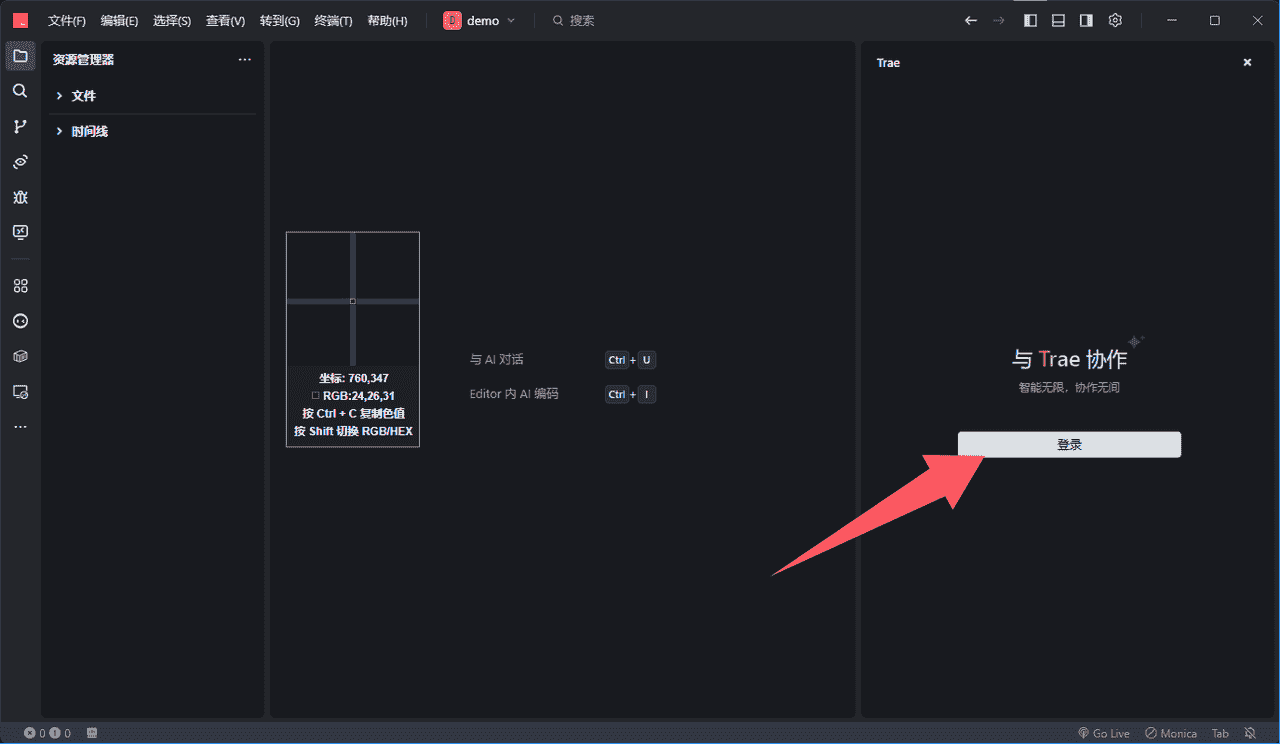 文件(F) 编辑(E) 选择(S) 查看(V) 转到(G) 终端(T) 帮助(H) D demo 搜索
资源管理器
文件
时间线
坐标: 760,347
RGB:24,26,31
按 Ctrl + C 复制色值
按 Shift 切换 RGB/HEX
与 AI 对话 Ctrl + U
Editor 内 AI 编码 Ctrl + I
Trae
与 Trae 协作
智能无限，协作无间
登录
0 0 Go Live Monica Tab